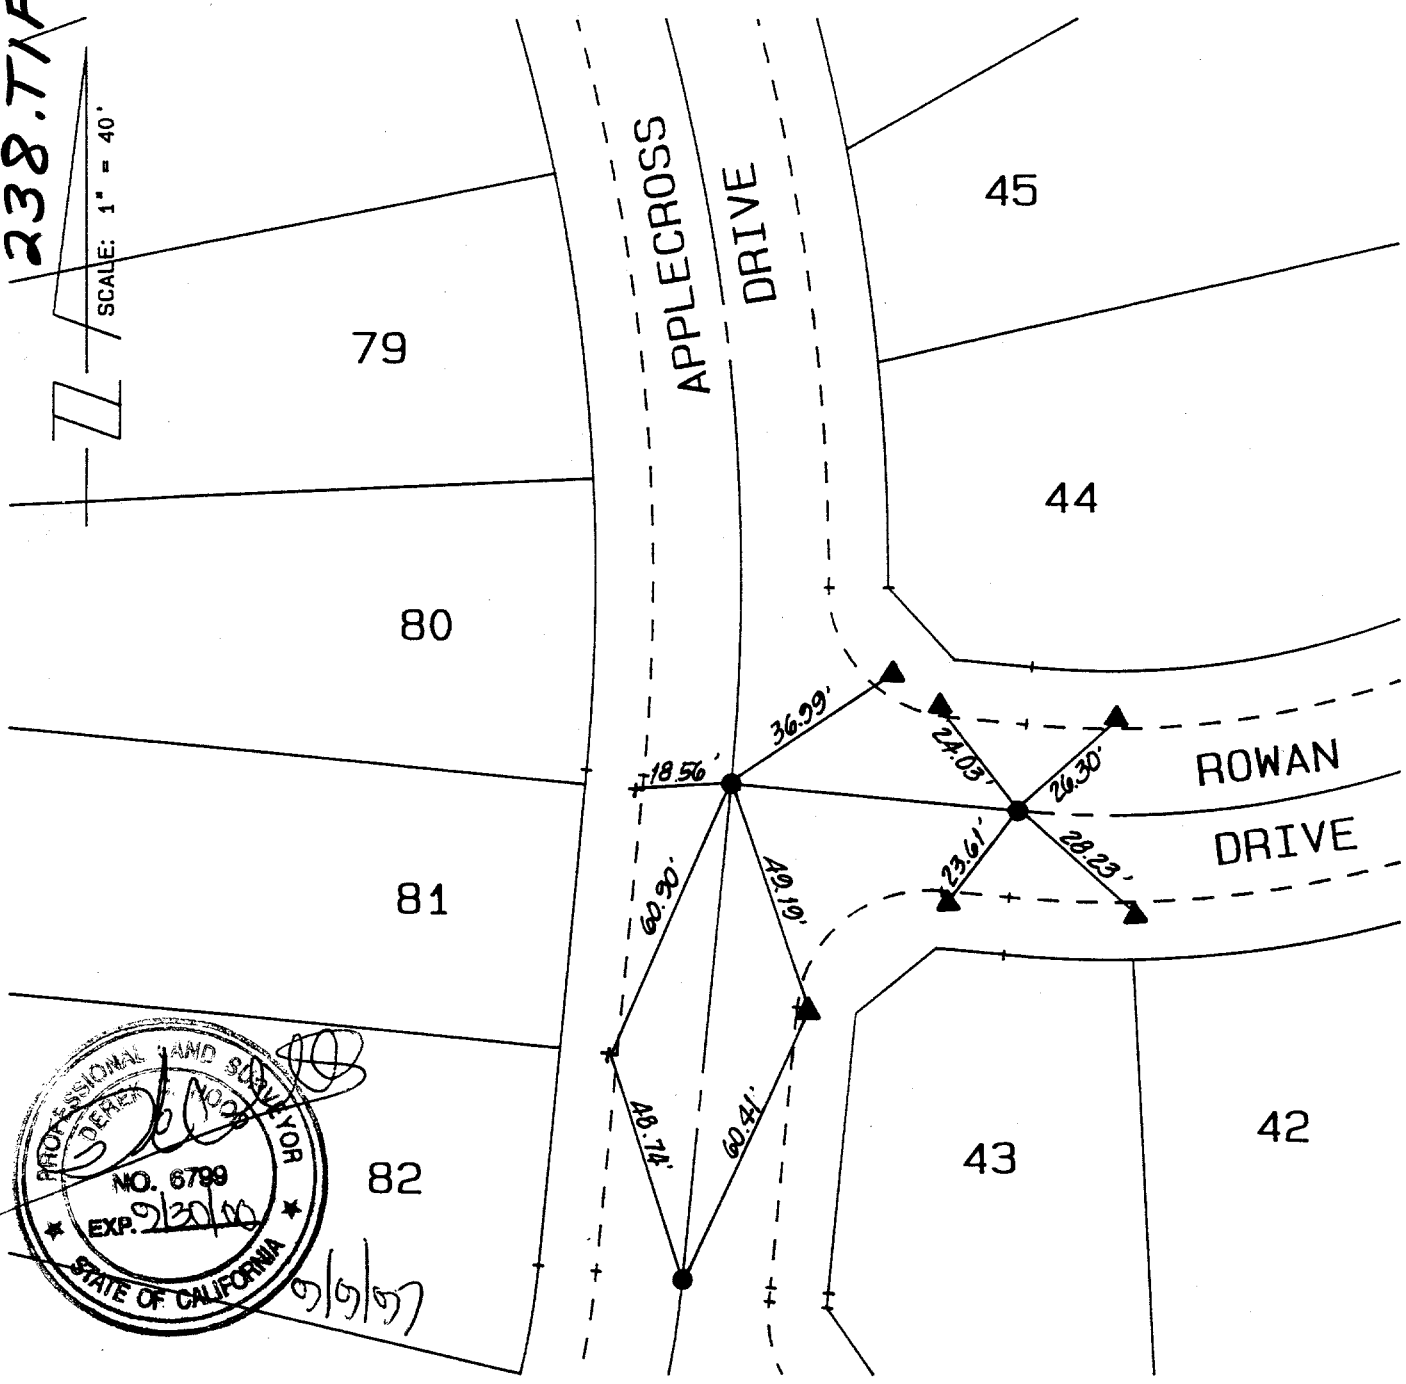 238.TIF
SCALE: 1" = 40'
APPLECROSS
DRIVE
45
79
44
80
36.99'
18.56'
24.03'
26.30'
ROWAN
DRIVE
23.61'
28.23'
81
60.90'
49.19'
48.74'
60.41'
82
43
42
PROFESSIONAL LAND SURVEYOR
DEREK
NO. 6799
EXP. 9/30/00
STATE OF CALIFORNIA
9/9/97